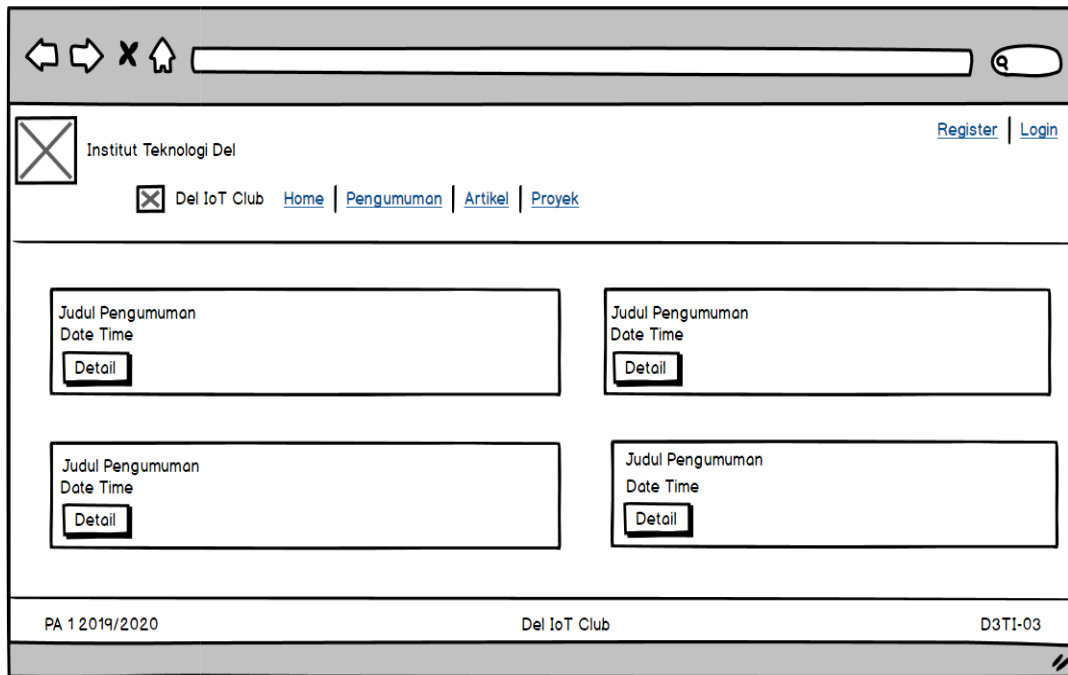 Register | Login
Institut Teknologi Del
Del IoT Club Home | Pengumuman | Artikel | Proyek
Judul Pengumuman
Date Time
Detail
Judul Pengumuman
Date Time
Detail
Judul Pengumuman
Date Time
Detail
Judul Pengumuman
Date Time
Detail
PA 1 2019/2020 Del IoT Club D3TI-03